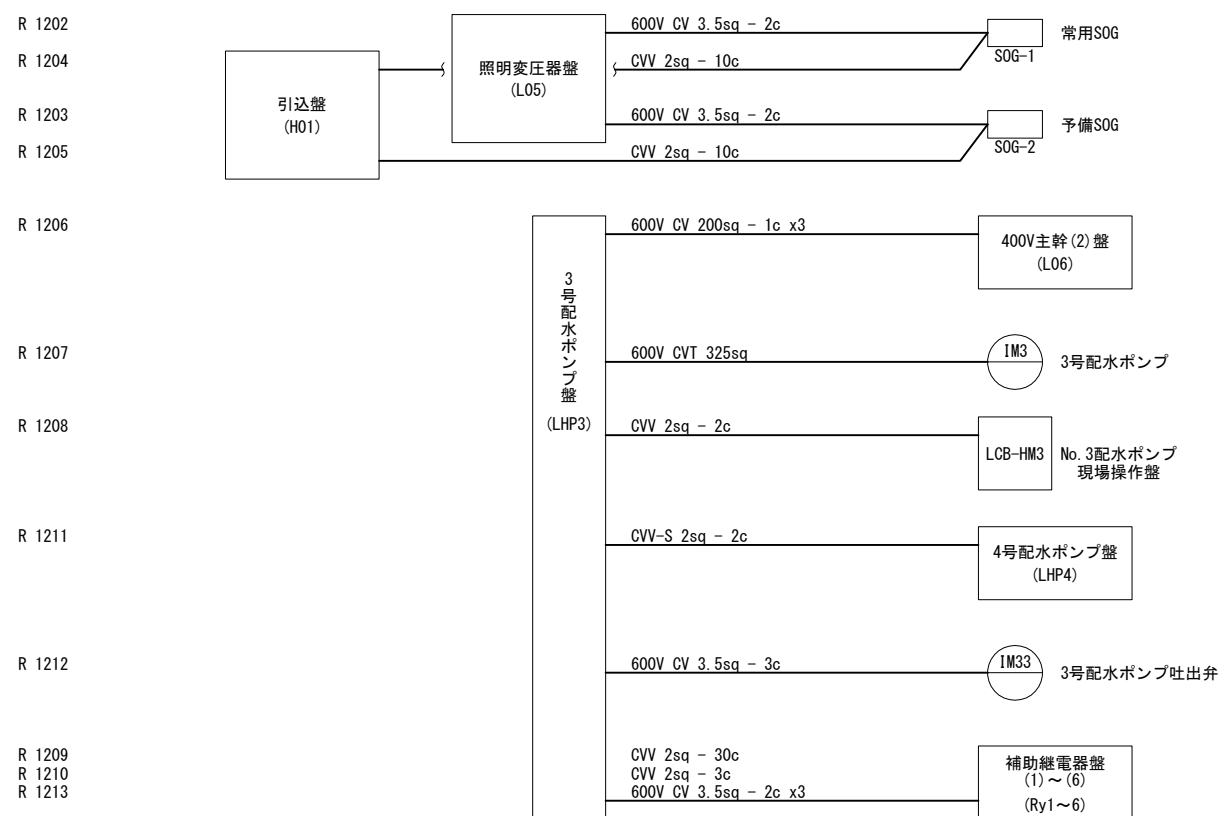 R 1202
600V CV 3.5sq - 2c
常用SOG
SOG-1
R 1204
CVV 2sq - 10c
照明変圧器盤
(L05)
引込盤
(H01)
R 1203
600V CV 3.5sq - 2c
予備SOG
SOG-2
R 1205
CVV 2sq - 10c
R 1206
600V CV 200sq - 1c x3
400V主幹(2)盤
(L06)
3号配水ポンプ盤
(LHP3)
R 1207
600V CVT 325sq
IM3
3号配水ポンプ
R 1208
CVV 2sq - 2c
LCB-HM3
No.3配水ポンプ
現場操作盤
R 1211
CVV-S 2sq - 2c
4号配水ポンプ盤
(LHP4)
R 1212
600V CV 3.5sq - 3c
IM33
3号配水ポンプ吐出弁
R 1209
CVV 2sq - 30c
R 1210
CVV 2sq - 3c
R 1213
600V CV 3.5sq - 2c x3
補助継電器盤
(1)～(6)
(Ry1～6)